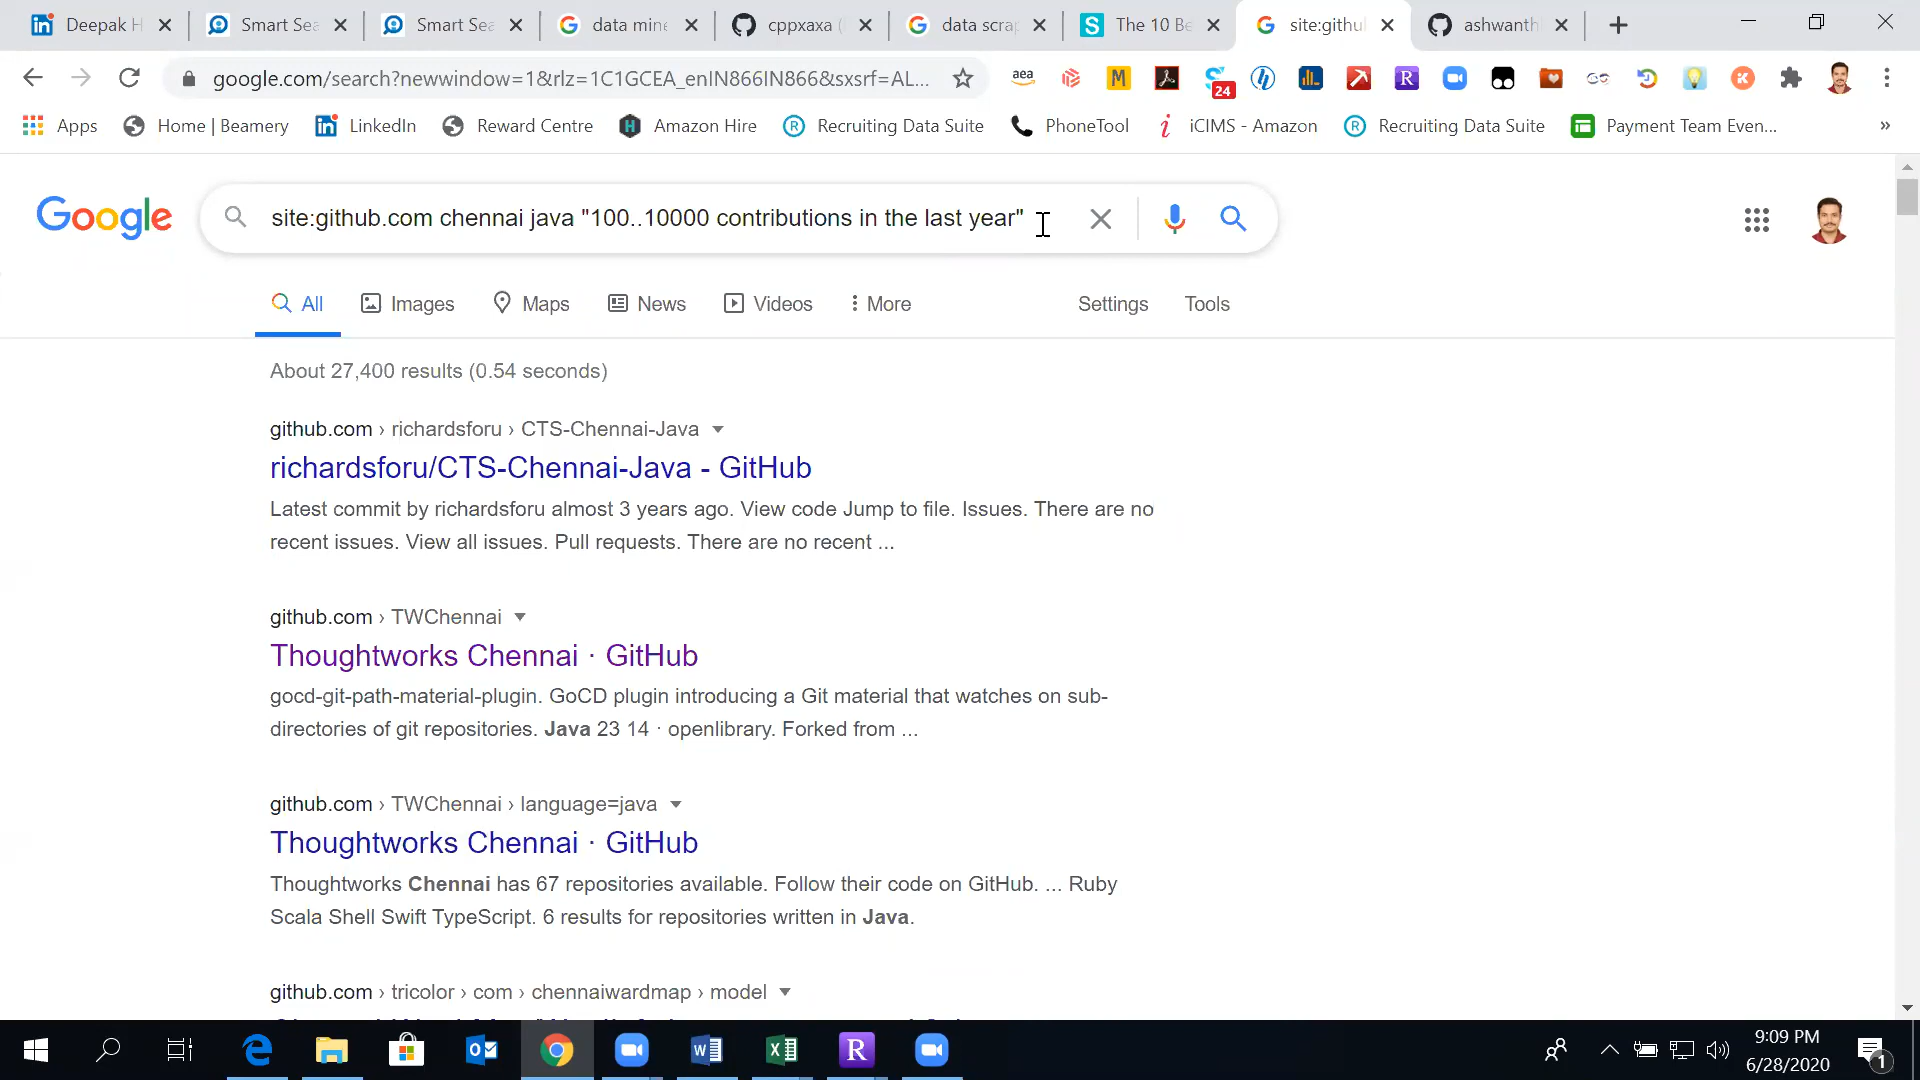 Deepak H
Smart Sea
Smart Sea
data mine
cppxaxa (
data scrap
The 10 Be
site:githu
ashwanth
google.com/search?newwindow=1&rlz=1C1GCEA_enIN866IN866&sxsrf=AL...
aea
M
24
R
K
Apps
Home | Beamery
LinkedIn
Reward Centre
Amazon Hire
Recruiting Data Suite
PhoneTool
iCIMS - Amazon
Recruiting Data Suite
Payment Team Even...
»
Google
site:github.com chennai java "100..10000 contributions in the last year"
All
Images
Maps
News
Videos
More
Settings
Tools
About 27,400 results (0.54 seconds)
github.com › richardsforu › CTS-Chennai-Java
richardsforu/CTS-Chennai-Java - GitHub
Latest commit by richardsforu almost 3 years ago. View code Jump to file. Issues. There are no
recent issues. View all issues. Pull requests. There are no recent ...
github.com › TWChennai
Thoughtworks Chennai · GitHub
gocd-git-path-material-plugin. GoCD plugin introducing a Git material that watches on sub-
directories of git repositories. Java 23 14 · openlibrary. Forked from ...
github.com › TWChennai › language=java
Thoughtworks Chennai · GitHub
Thoughtworks Chennai has 67 repositories available. Follow their code on GitHub. ... Ruby
Scala Shell Swift TypeScript. 6 results for repositories written in Java.
github.com › tricolor › com › chennaiwardmap › model
9:09 PM
6/28/2020
1